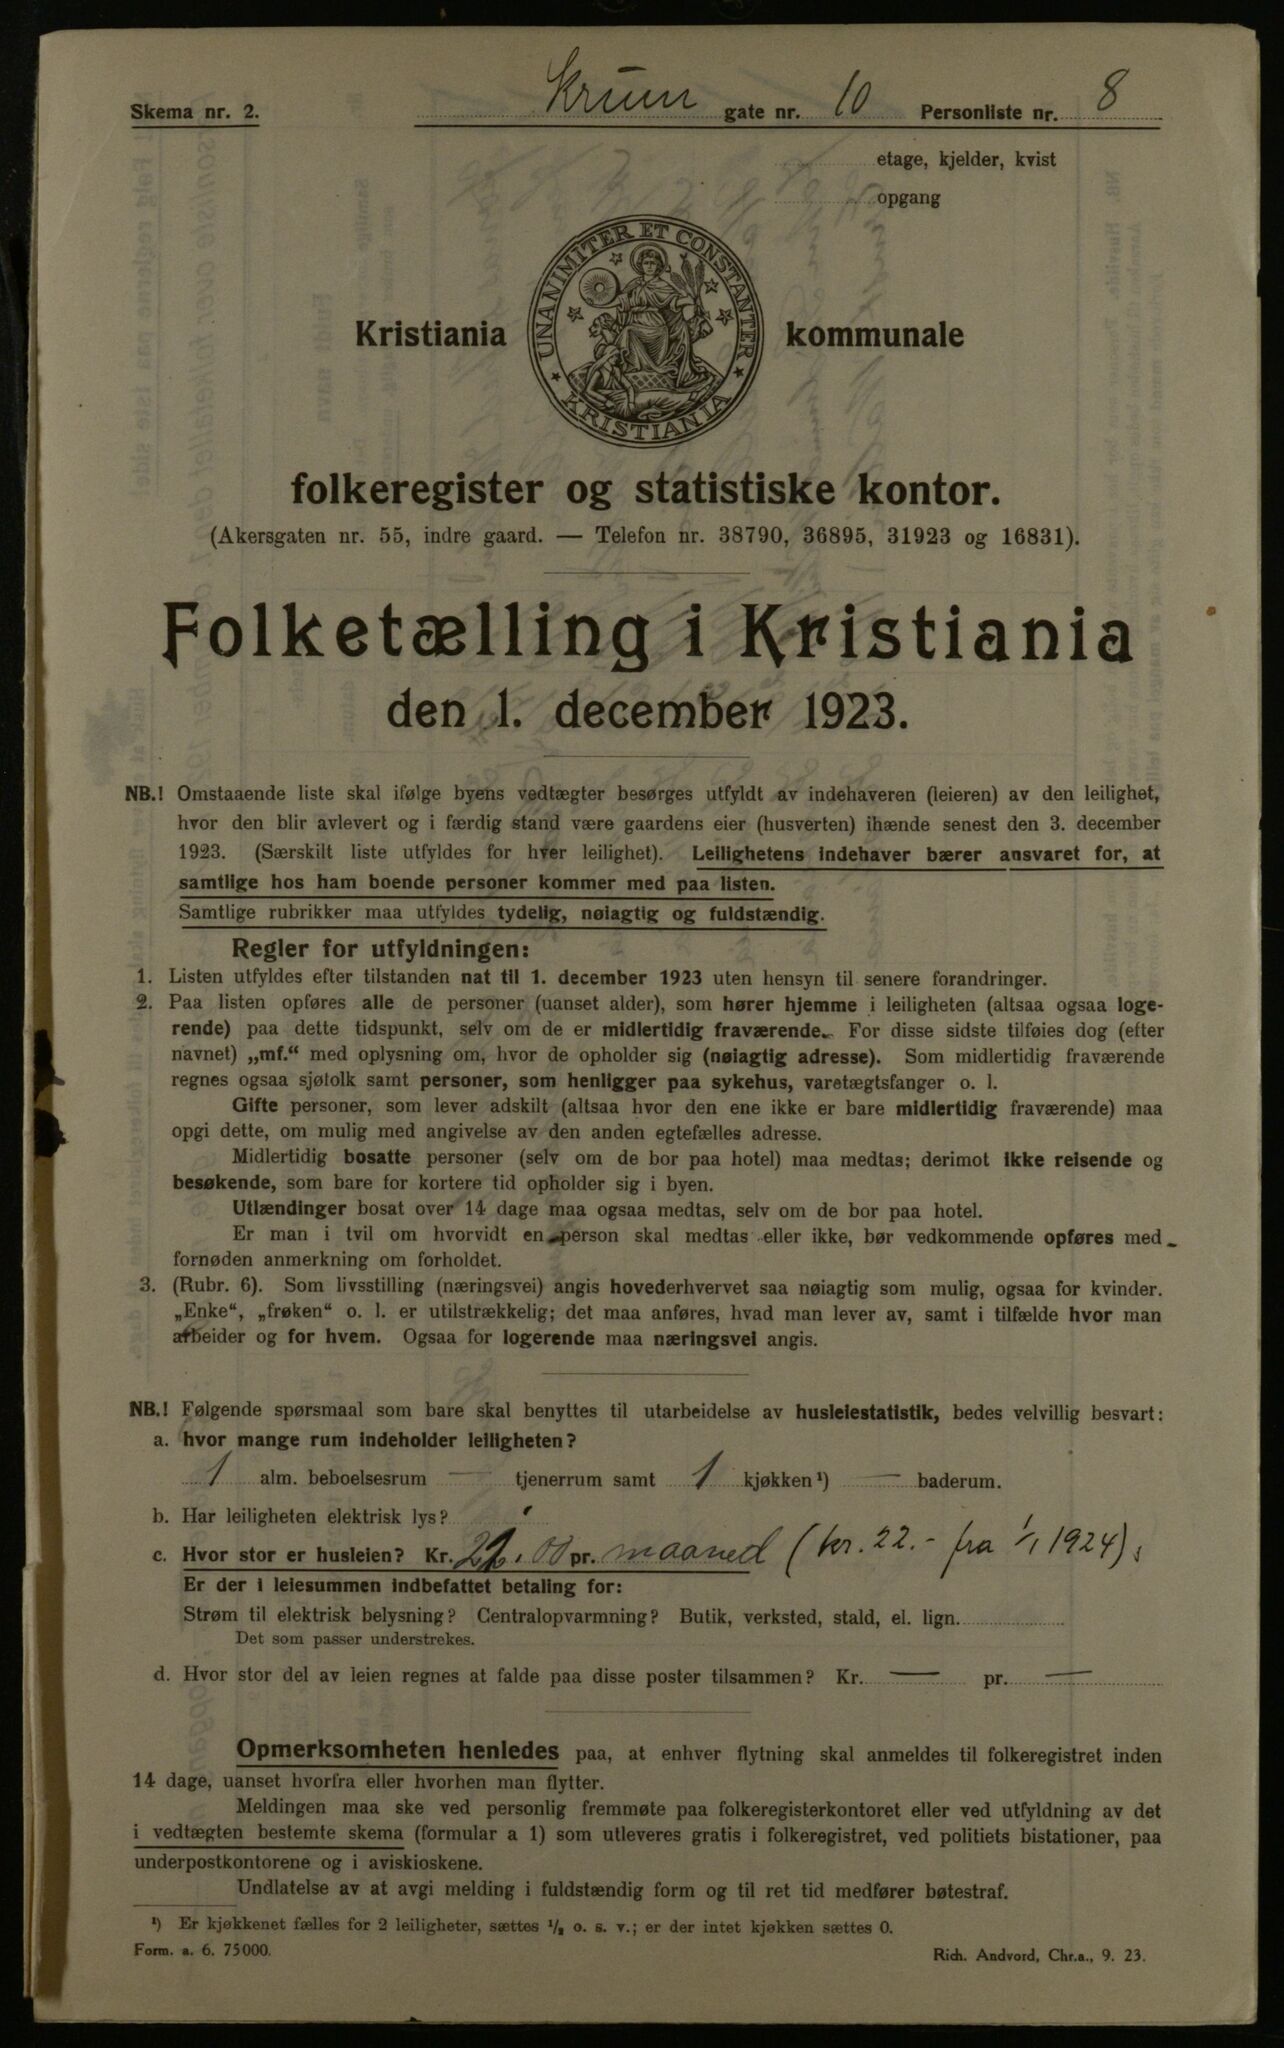 Skema nr. 2.
Krum gate nr. 10 Personliste nr. 8
etage, kjelder, kvist
opgang
UNANIMITER ET CONSTANTER
KRISTIANIA
Kristiania kommunale
folkeregister og statistiske kontor.
(Akersgaten nr. 55, indre gaard. — Telefon nr. 38790, 36895, 31923 og 16831).
Folketælling i Kristiania
den 1. december 1923.
NB.! Omstaaende liste skal ifølge byens vedtægter besørges utfyldt av indehaveren (leieren) av den leilighet,
hvor den blir avlevert og i færdig stand være gaardens eier (husverten) ihænde senest den 3. december
1923. (Særskilt liste utfyldes for hver leilighet). Leilighetens indehaver bærer ansvaret for, at
samtlige hos ham boende personer kommer med paa listen.
Samtlige rubrikker maa utfyldes tydelig, nøiagtig og fuldstændig.
Regler for utfyldningen:
1. Listen utfyldes efter tilstanden nat til 1. december 1923 uten hensyn til senere forandringer.
2. Paa listen opføres alle de personer (uanset alder), som hører hjemme i leiligheten (altsaa ogsaa loge-
rende) paa dette tidspunkt, selv om de er midlertidig fraværende. For disse sidste tilføies dog (efter
navnet) „mf.“ med oplysning om, hvor de opholder sig (nøiagtig adresse). Som midlertidig fraværende
regnes ogsaa sjøfolk samt personer, som henligger paa sykehus, varetægtsfanger o. l.
Gifte personer, som lever adskilt (altsaa hvor den ene ikke er bare midlertidig fraværende) maa
opgi dette, om mulig med angivelse av den anden egtefælles adresse.
Midlertidig bosatte personer (selv om de bor paa hotel) maa medtas; derimot ikke reisende og
besøkende, som bare for kortere tid opholder sig i byen.
Utlændinger bosat over 14 dage maa ogsaa medtas, selv om de bor paa hotel.
Er man i tvil om hvorvidt en person skal medtas eller ikke, bør vedkommende opføres med
fornøden anmerkning om forholdet.
3. (Rubr. 6). Som livsstilling (næringsvei) angis hovederhvervet saa nøiagtig som mulig, ogsaa for kvinder.
„Enke“, „frøken“ o. l. er utilstrækkelig; det maa anføres, hvad man lever av, samt i tilfælde hvor man
arbeider og for hvem. Ogsaa for logerende maa næringsvei angis.
NB.! Følgende spørsmaal som bare skal benyttes til utarbeidelse av husleiestatistik, bedes velvillig besvart:
a. hvor mange rum indeholder leiligheten?
1 alm. beboelsesrum — tjenerrum samt 1 kjøkken ¹) — baderum.
b. Har leiligheten elektrisk lys?
c. Hvor stor er husleien? Kr. pr. maaned (kr. 22.- fra 1/1 1924)
Er der i leiesummen indbefattet betaling for:
Strøm til elektrisk belysning? Centralopvarmning? Butik, verksted, stald, el. lign.
Det som passer understrekes.
d. Hvor stor del av leien regnes at falde paa disse poster tilsammen? Kr. — pr. —
Opmerksomheten henledes paa, at enhver flytning skal anmeldes til folkeregistret inden
14 dage, uanset hvorfra eller hvorhen man flytter.
Meldingen maa ske ved personlig fremmøte paa folkeregisterkontoret eller ved utfyldning av det
i vedtægten bestemte skema (formular a 1) som utleveres gratis i folkeregistret, ved politiets bistationer, paa
underpostkontorene og i aviskioskene.
Undlatelse av at avgi melding i fuldstændig form og til ret tid medfører bøtestraf.
¹) Er kjøkkenet fælles for 2 leiligheter, sættes ½ o. s. v.; er der intet kjøkken sættes 0.
Form. a. 6. 75000.
Rich. Andvord, Chr.a., 9. 23.